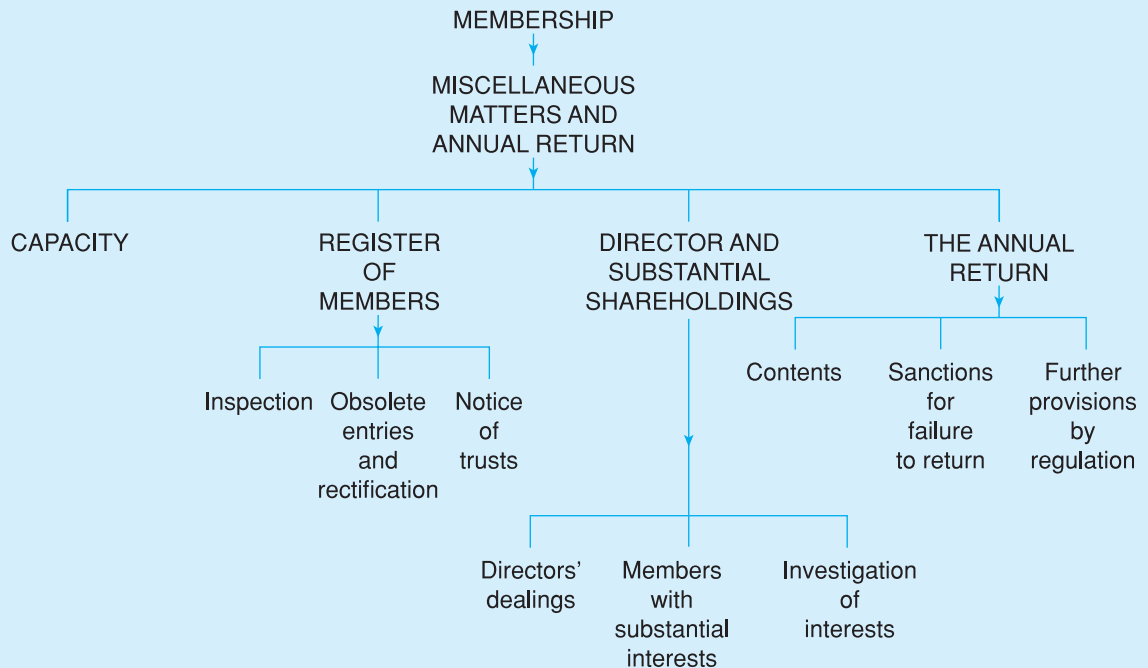 MEMBERSHIP
MISCELLANEOUS
MATTERS AND
ANNUAL RETURN
CAPACITY
REGISTER
OF
MEMBERS
DIRECTOR AND
SUBSTANTIAL
SHAREHOLDINGS
THE ANNUAL
RETURN
Inspection
Obsolete
entries
and
rectification
Notice
of
trusts
Contents
Sanctions
for
failure
to return
Further
provisions
by
regulation
Directors’
dealings
Members
with
substantial
interests
Investigation
of
interests